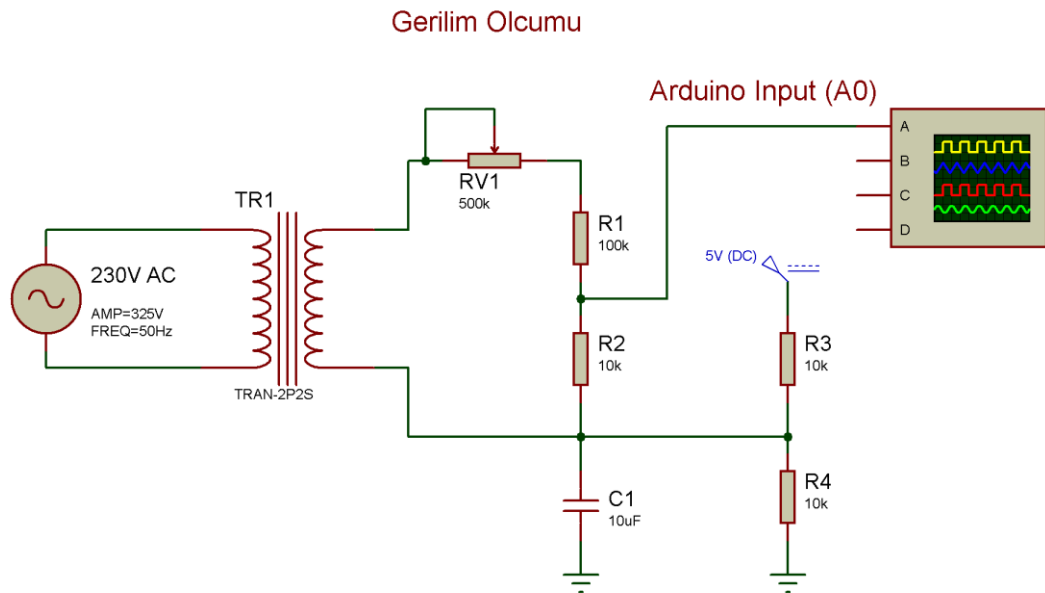 Gerilim Olcumu
Arduino Input (A0)
A
B
C
D
RV1
500k
TR1
R1
100k
5V (DC)
230V AC
AMP=325V
FREQ=50Hz
R2
10k
R3
10k
TRAN-2P2S
C1
10uF
R4
10k